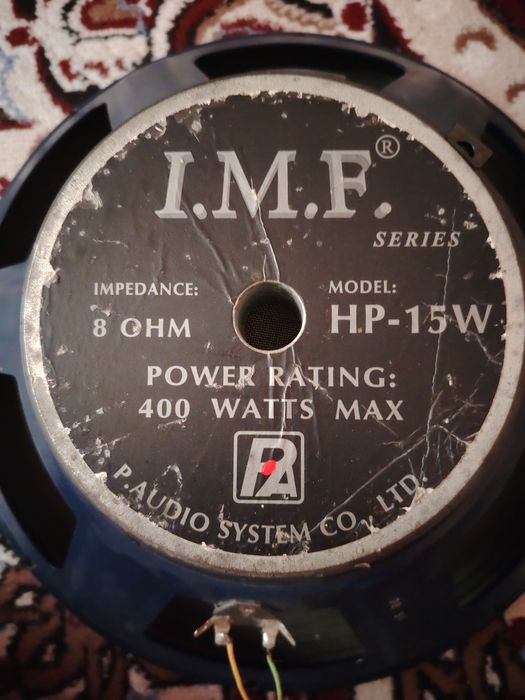 I.M.F.®
SERIES
IMPEDANCE:
8 OHM
MODEL:
HP-15W
POWER RATING:
400 WATTS MAX
PA
P.AUDIO SYSTEM CO., LTD.